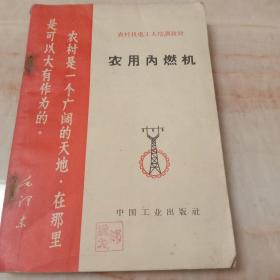 农村机电工人培训教材
农用内燃机
中国工业出版社
农村是一个广阔的天地，在那里
是可以大有作为的。
毛泽东